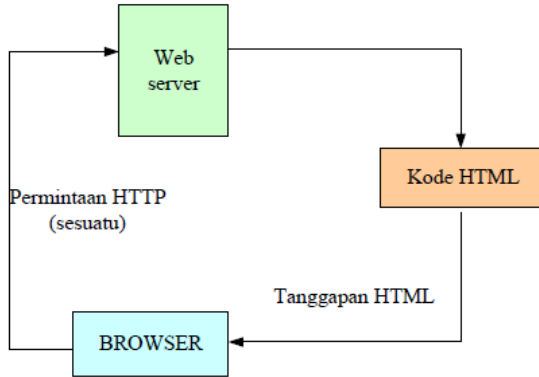 Web
server
Kode HTML
Permintaan HTTP
(sesuatu)
Tanggapan HTML
BROWSER